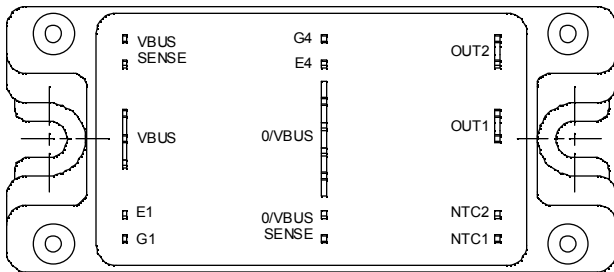 VBUS
SENSE
G4
E4
OUT2
VBUS
0/VBUS
OUT1
E1
G1
0/VBUS
SENSE
NTC2
NTC1